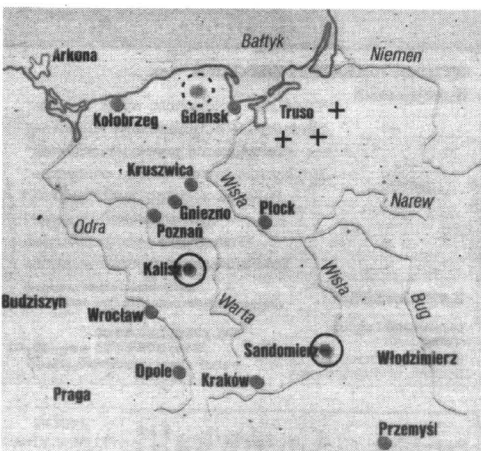 Bałtyk
Arkona
Niemen
Kołobrzeg
Gdańsk
Truso
Kruszwica
Wisła
Gniezno
Płock
Narew
Odra
Poznań
Kalisz
Wisła
Budziszyn
Wrocław
Warta
Bug
Sandomierz
Włodzimierz
Opole
Kraków
Praga
Przemyśl